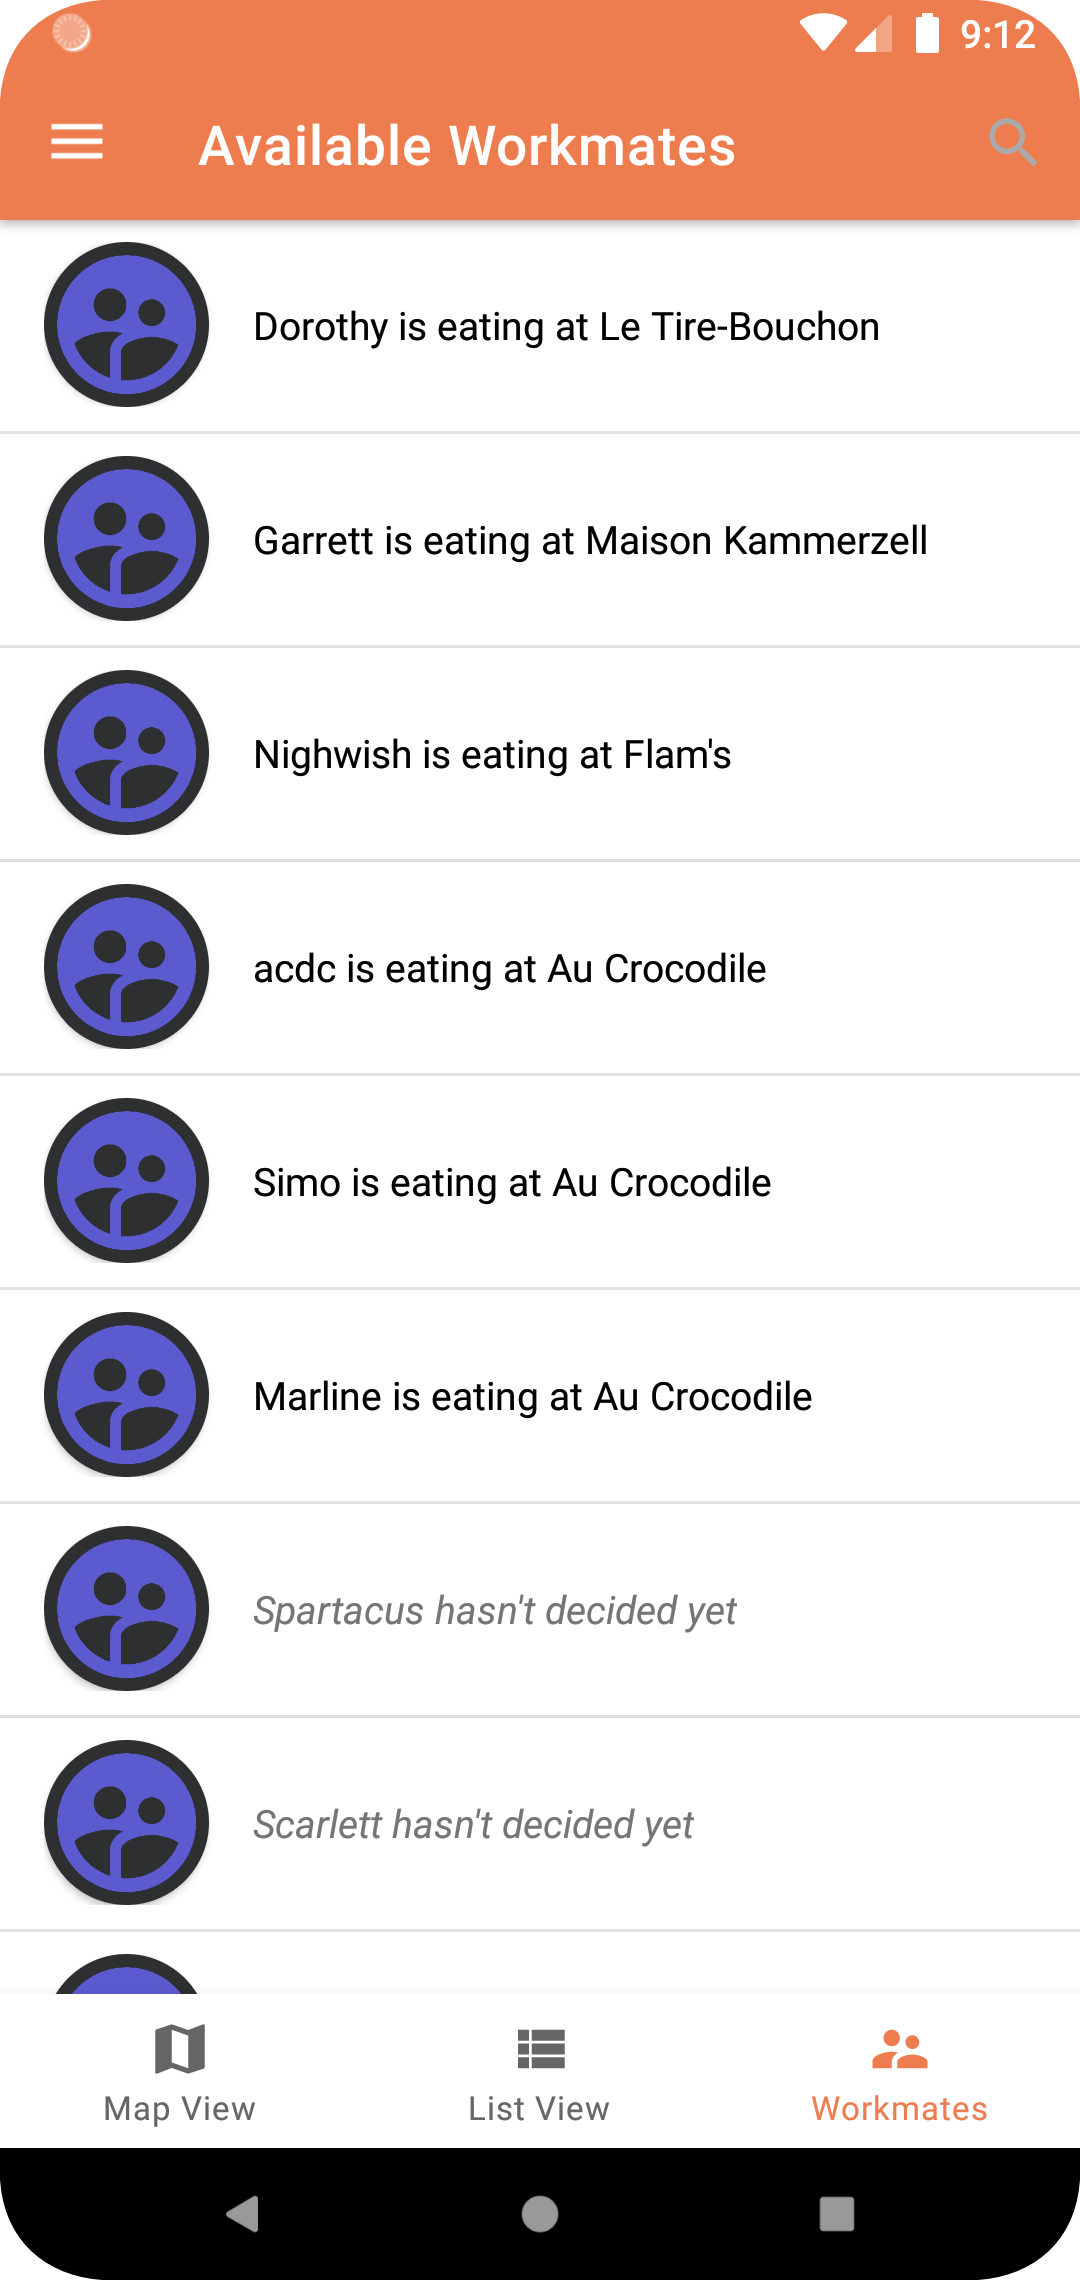 9:12
Available Workmates
Dorothy is eating at Le Tire-Bouchon
Garrett is eating at Maison Kammerzell
Nighwish is eating at Flam's
acdc is eating at Au Crocodile
Simo is eating at Au Crocodile
Marline is eating at Au Crocodile
Spartacus hasn't decided yet
Scarlett hasn't decided yet
Map View
List View
Workmates